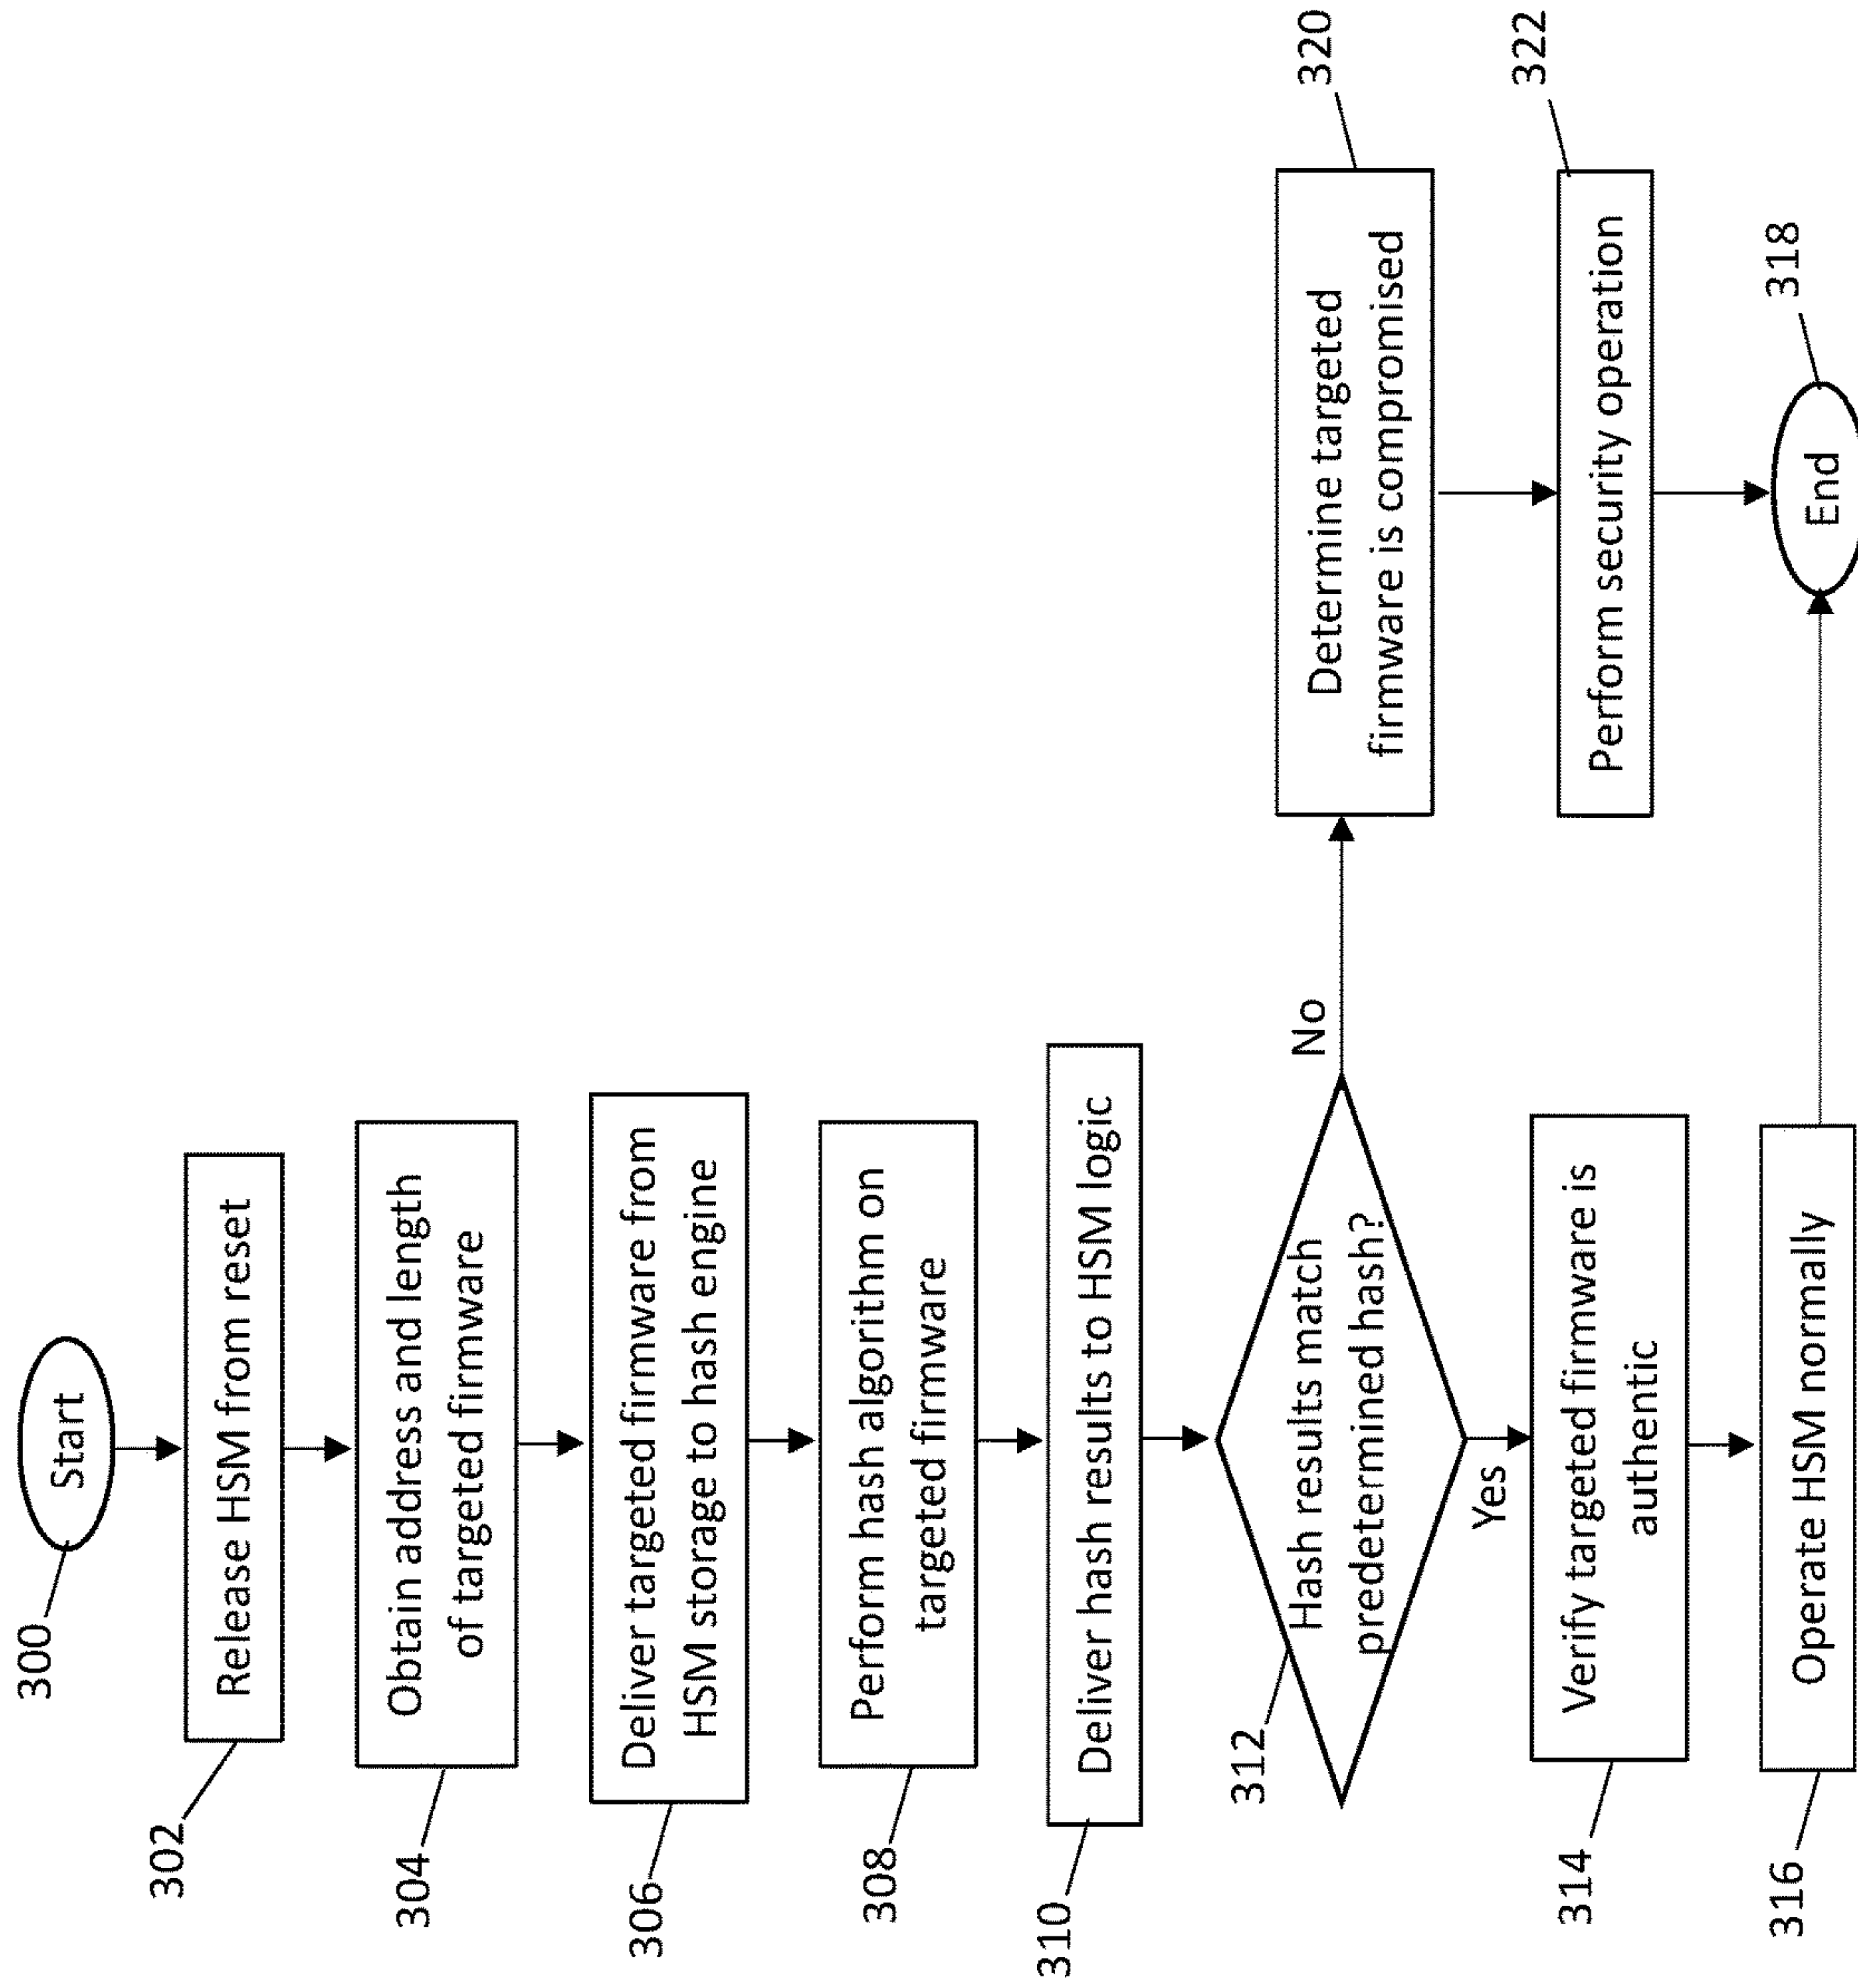 300
Start
302
Release HSM from reset
304
Obtain address and length
of targeted firmware
306
Deliver targeted firmware from
HSM storage to hash engine
308
Perform hash algorithm on
targeted firmware
310
Deliver hash results to HSM logic
312
Hash results match
predetermined hash?
No
Yes
320
Determine targeted
firmware is compromised
322
Perform security operation
314
Verify targeted firmware is
authentic
316
Operate HSM normally
318
End